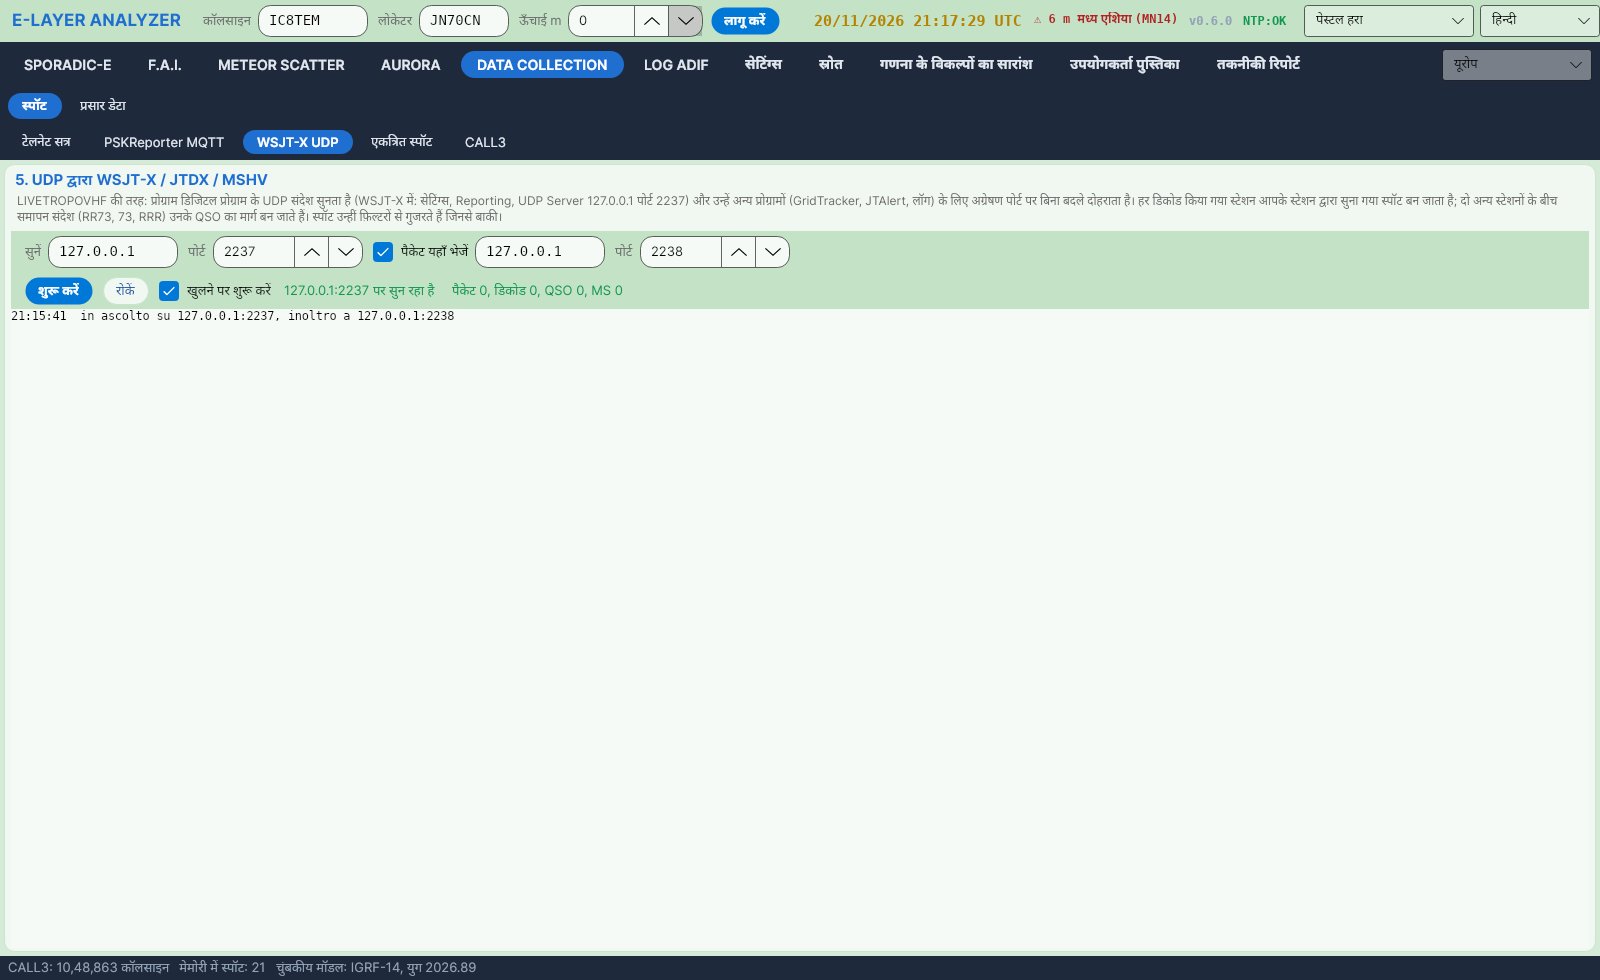 E-LAYER ANALYZER कॉलसाइन IC8TEM लोकेटर JN70CN ऊँचाई m 0 लागू करें 20/11/2026 21:17:29 UTC ⚠ 6 m मध्य एशिया (MN14) v0.6.0 NTP:OK पेस्टल हरा हिन्दी
SPORADIC-E F.A.I. METEOR SCATTER AURORA DATA COLLECTION LOG ADIF सेटिंग्स स्रोत गणना के विकल्पों का सारांश उपयोगकर्ता पुस्तिका तकनीकी रिपोर्ट यूरोप
स्पॉट प्रसार डेटा
टेलनेट सत्र PSKReporter MQTT WSJT-X UDP एकत्रित स्पॉट CALL3
5. UDP द्वारा WSJT-X / JTDX / MSHV
LIVETROPOVHF की तरह: प्रोग्राम डिजिटल प्रोग्राम के UDP संदेश सुनता है (WSJT-X में: सेटिंग्स, Reporting, UDP Server 127.0.0.1 पोर्ट 2237) और उन्हें अन्य प्रोग्रामों (GridTracker, JTAlert, लॉग) के लिए अग्रेषण पोर्ट पर बिना बदले दोहराता है। हर डिकोड किया गया स्टेशन आपके स्टेशन द्वारा सुना गया स्पॉट बन जाता है; दो अन्य स्टेशनों के बीच
समापन संदेश (RR73, 73, RRR) उनके QSO का मार्ग बन जाते हैं। स्पॉट उन्हीं फ़िल्टरों से गुजरते हैं जिनसे बाकी।
सुनें 127.0.0.1 पोर्ट 2237 पैकेट यहाँ भेजें 127.0.0.1 पोर्ट 2238
शुरू करें रोकें खुलने पर शुरू करें 127.0.0.1:2237 पर सुन रहा है पैकेट 0, डिकोड 0, QSO 0, MS 0
21:15:41 in ascolto su 127.0.0.1:2237, inoltro a 127.0.0.1:2238
CALL3: 10,48,863 कॉलसाइन मेमोरी में स्पॉट: 21 चुंबकीय मॉडल: IGRF-14, युग 2026.89